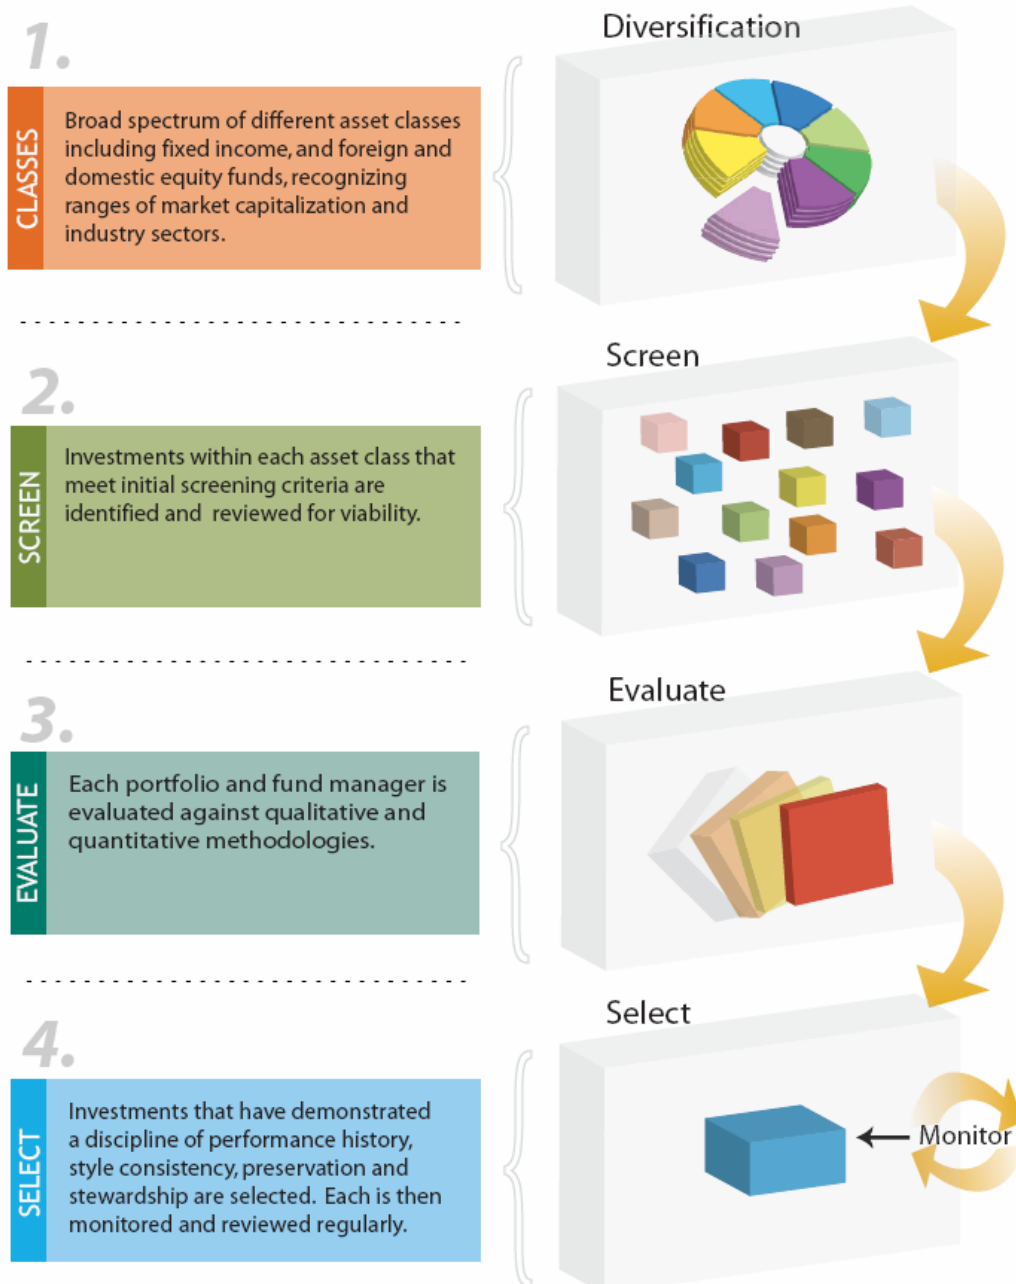 1.
CLASSES
Broad spectrum of different asset classes
including fixed income, and foreign and
domestic equity funds, recognizing
ranges of market capitalization and
industry sectors.
Diversification
2.
SCREEN
Investments within each asset class that
meet initial screening criteria are
identified and reviewed for viability.
Screen
3.
EVALUATE
Each portfolio and fund manager is
evaluated against qualitative and
quantitative methodologies.
Evaluate
4.
SELECT
Investments that have demonstrated
a discipline of performance history,
style consistency, preservation and
stewardship are selected. Each is then
monitored and reviewed regularly.
Select
Monitor